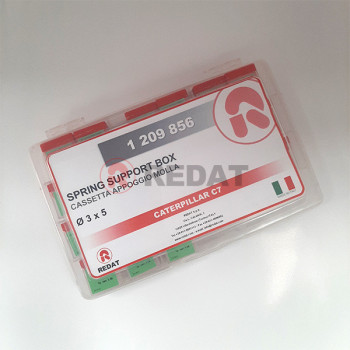 1 209 856
SPRING SUPPORT BOX
CASSETTA APPOGGIO MOLLA
REDAT
Ø 3 x 5
CATERPILLAR C7
REDAT